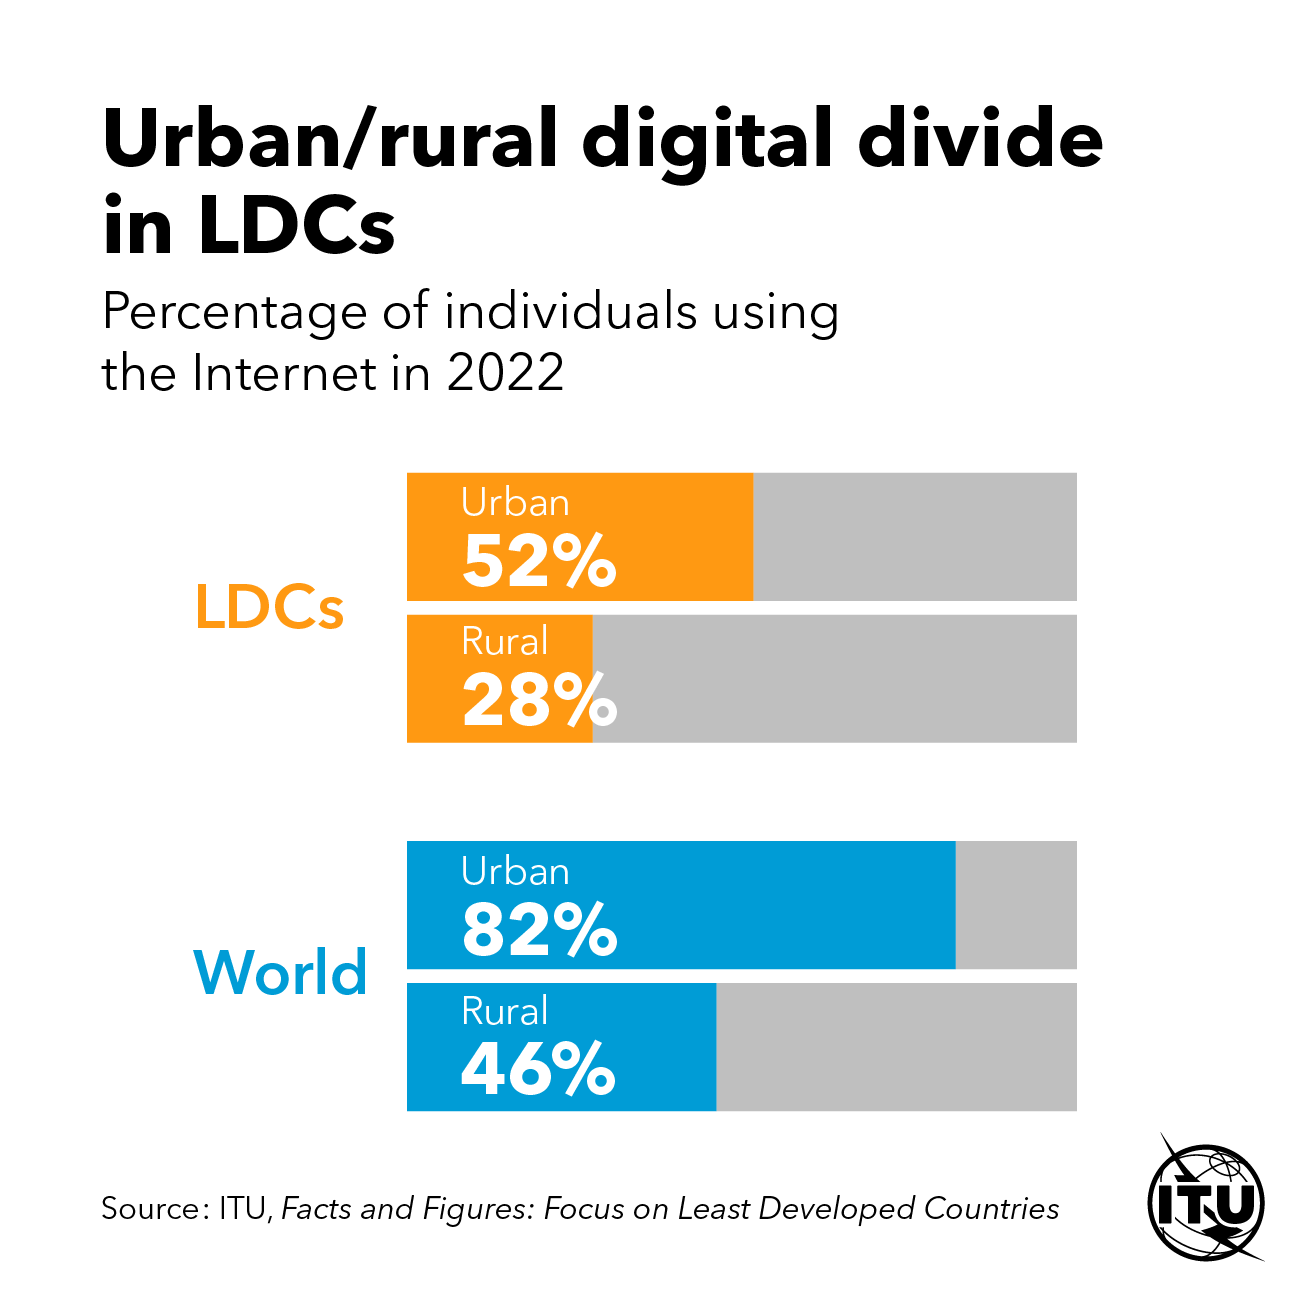 Urban/rural digital divide
in LDCs
Percentage of individuals using
the Internet in 2022
LDCs
Urban
52%
Rural
28%
World
Urban
82%
Rural
46%
Source: ITU, Facts and Figures: Focus on Least Developed Countries
ITU